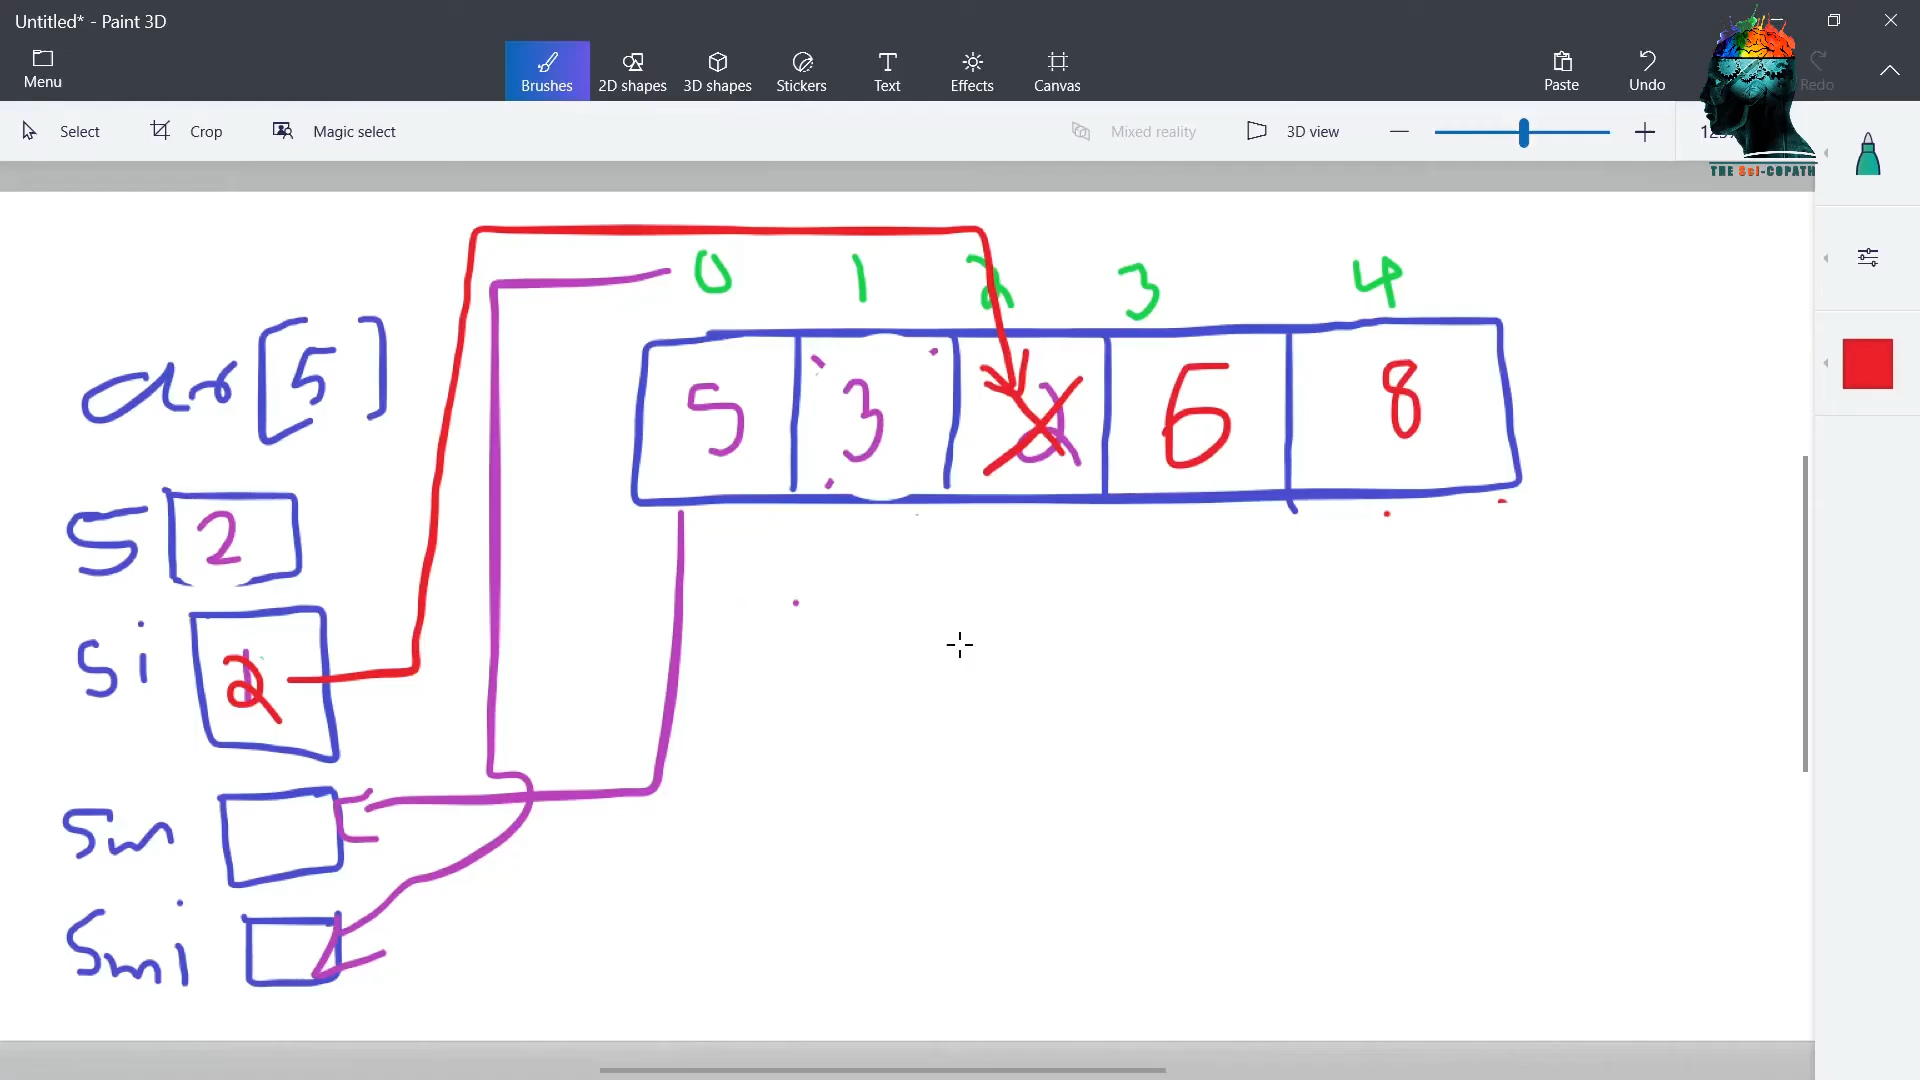 Untitled* - Paint 3D
Menu
Brushes
2D shapes
3D shapes
Stickers
Text
Effects
Canvas
Paste
Undo
Redo
Select
Crop
Magic select
Mixed reality
3D view
THE Sci-COPATH
0 1 2 3 4
ar[5]
5 3 2 6 8
S 2
Si 2
Sm
Smi